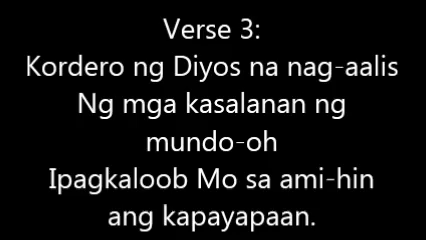 Verse 3:
Kordero ng Diyos na nag-aalis
Ng mga kasalanan ng
mundo-oh
Ipagkaloob Mo sa ami-hin
ang kapayapaan.